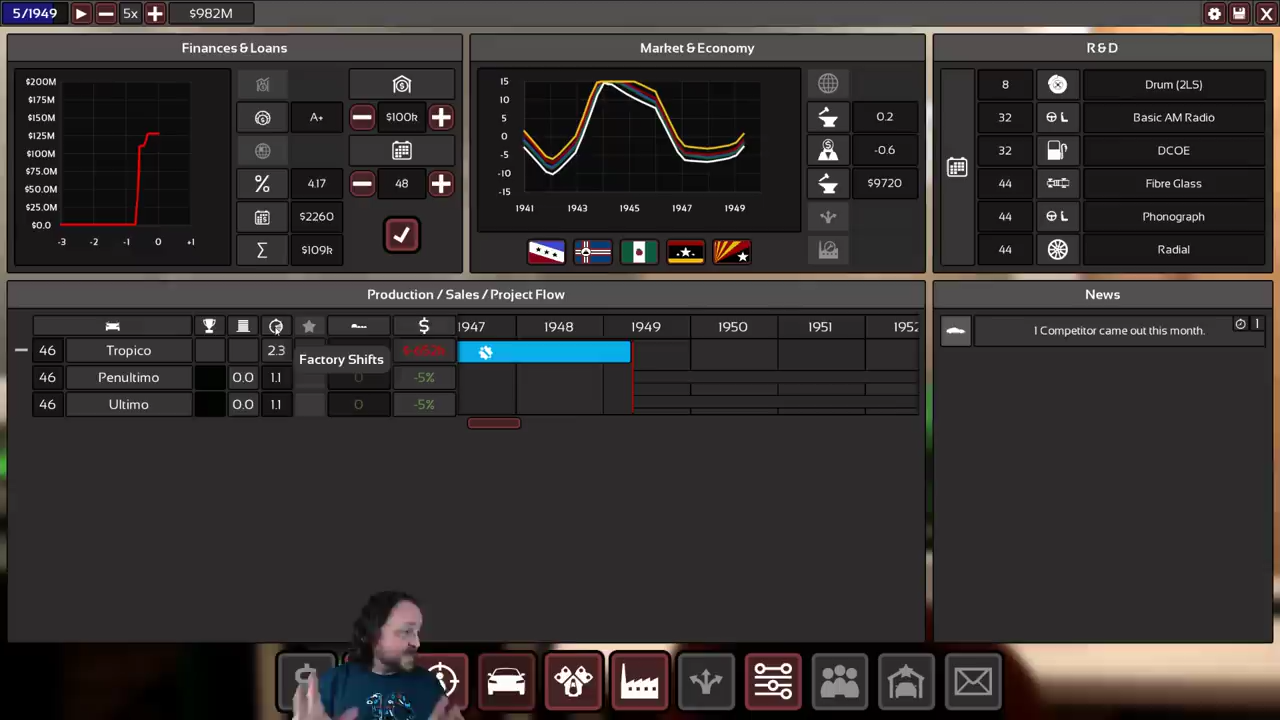 5/1949
5x
$982M
Finances & Loans
Market & Economy
R & D
$200M
$175M
$150M
$125M
$100M
$75.0M
$50.0M
$25.0M
$0.0
-3 -2 -1 0 +1
A+
$100k
% 4.17
48
$2260
Σ $109k
15
10
5
0
-5
-10
-15
1941 1943 1945 1947 1949
0.2
-0.6
$9720
8 Drum (2LS)
32 L Basic AM Radio
32 DCOE
44 Fibre Glass
44 L Phonograph
44 Radial
Production / Sales / Project Flow
$ 1947 1948 1949 1950 1951 1952
46 Tropico 2.3
Factory Shifts
46 Penultimo 0.0 1.1 0 -5%
46 Ultimo 0.0 1.1 0 -5%
News
1 Competitor came out this month. 1